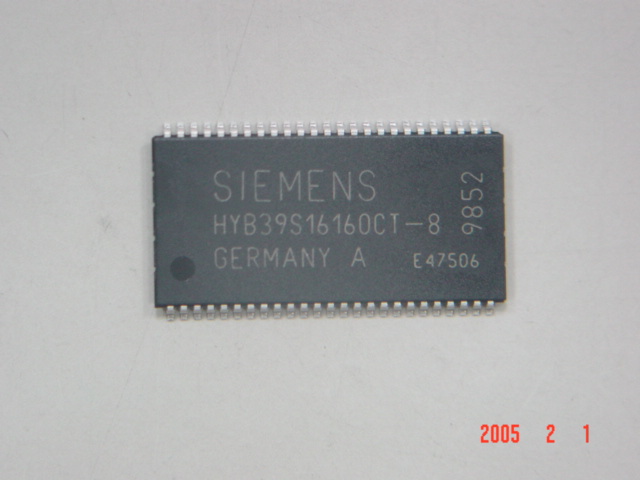 SIEMENS
HYB39S16160CT-8
GERMANY A E47506
9852
2005 2 1